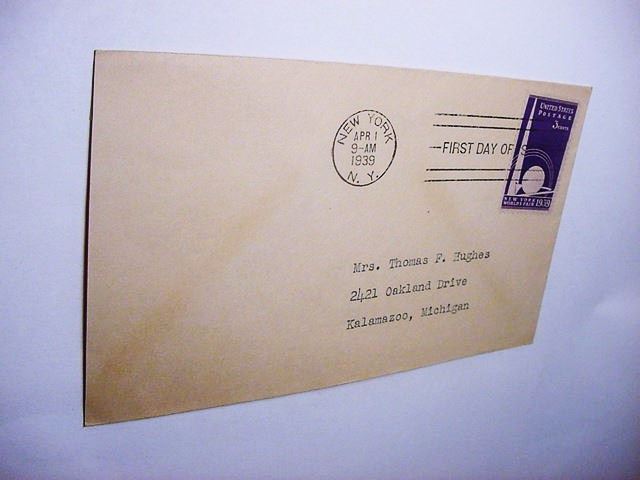 NEW YORK
APR 1
9-AM
1939
N.Y.
FIRST DAY OF
UNITED STATES
POSTAGE
3 CENTS
NEW YORK
WORLD'S FAIR 1939
Mrs. Thomas F. Hughes
2421 Oakland Drive
Kalamazoo, Michigan